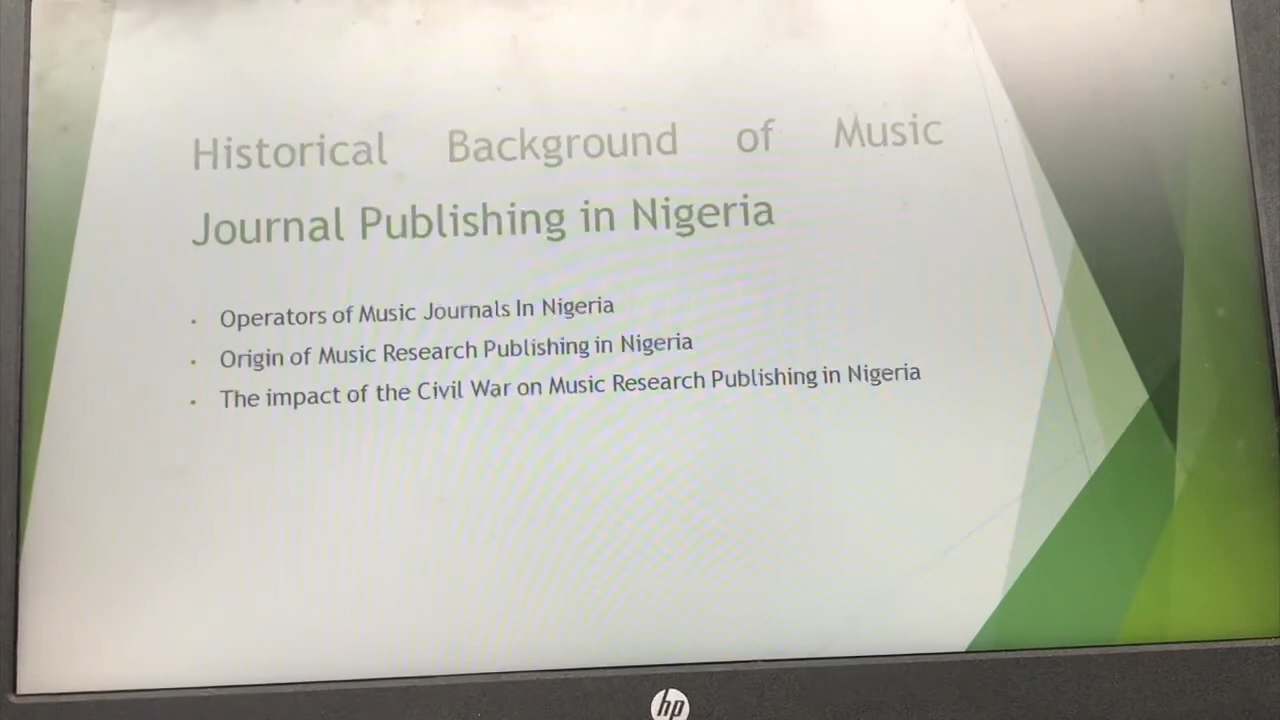 Historical Background of Music
Journal Publishing in Nigeria
• Operators of Music Journals In Nigeria
• Origin of Music Research Publishing in Nigeria
• The impact of the Civil War on Music Research Publishing in Nigeria
hp